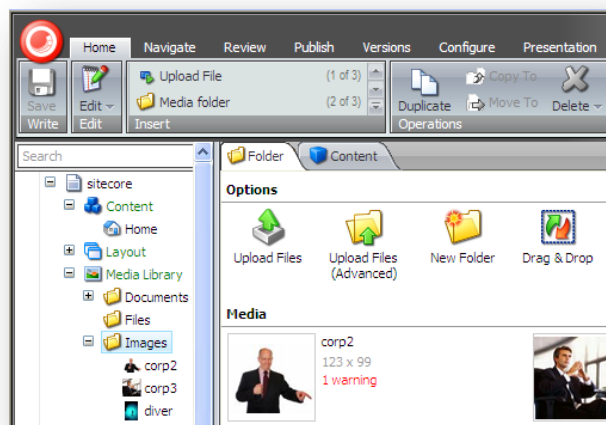 Home Navigate Review Publish Versions Configure Presentation
Upload File (1 of 3)
Media folder (2 of 3)
Save Edit Duplicate Copy To Move To Delete
Write Edit Insert Operations
Search
Folder Content
sitecore
Content
Home
Layout
Media Library
Documents
Files
Images
corp2
corp3
diver
Options
Upload Files Upload Files (Advanced) New Folder Drag & Drop
Media
corp2
123 x 99
1 warning